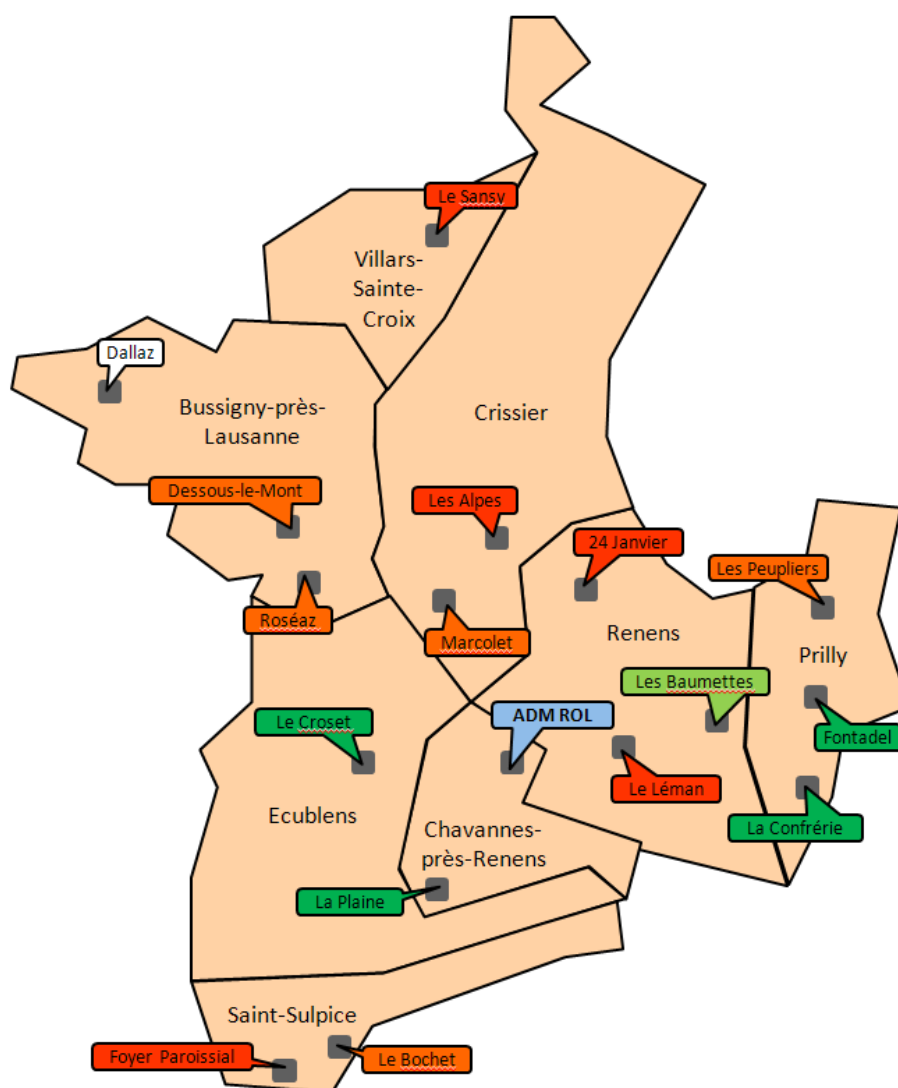 Le Sansy
Villars-
Sainte-
Croix
Dallaz
Bussigny-près-
Lausanne
Crissier
Dessous-le-Mont
Les Alpes
24 Janvier
Les Peupliers
Roséaz
Marcolet
Renens
Prilly
Les Baumettes
Le Croset
ADM ROL
Fontadel
Le Léman
Ecublens
Chavannes-
près-Renens
La Confrérie
La Plaine
Saint-Sulpice
Foyer Paroissial
Le Bochet